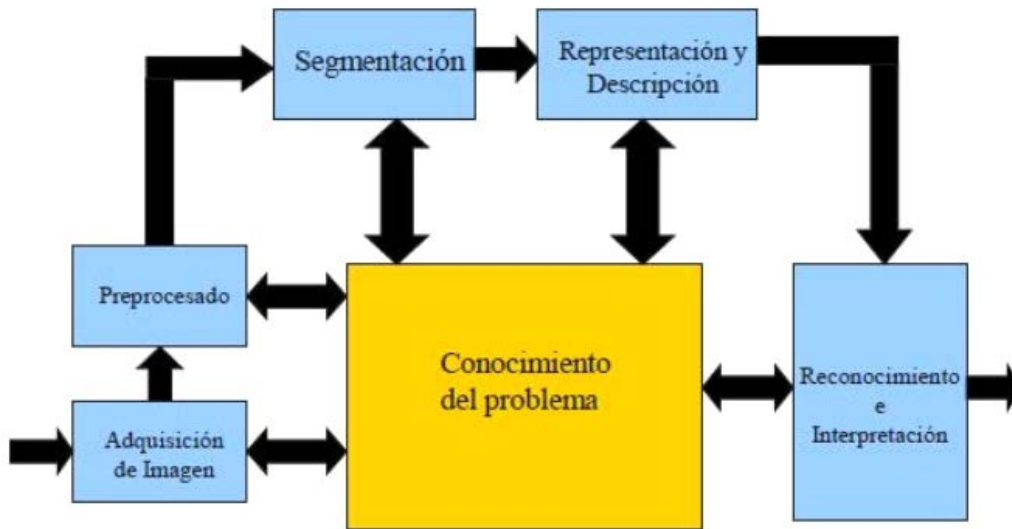 Segmentación
Representación y
Descripción
Preprocesado
Conocimiento
del problema
Adquisición
de Imagen
Reconocimiento
e
Interpretación